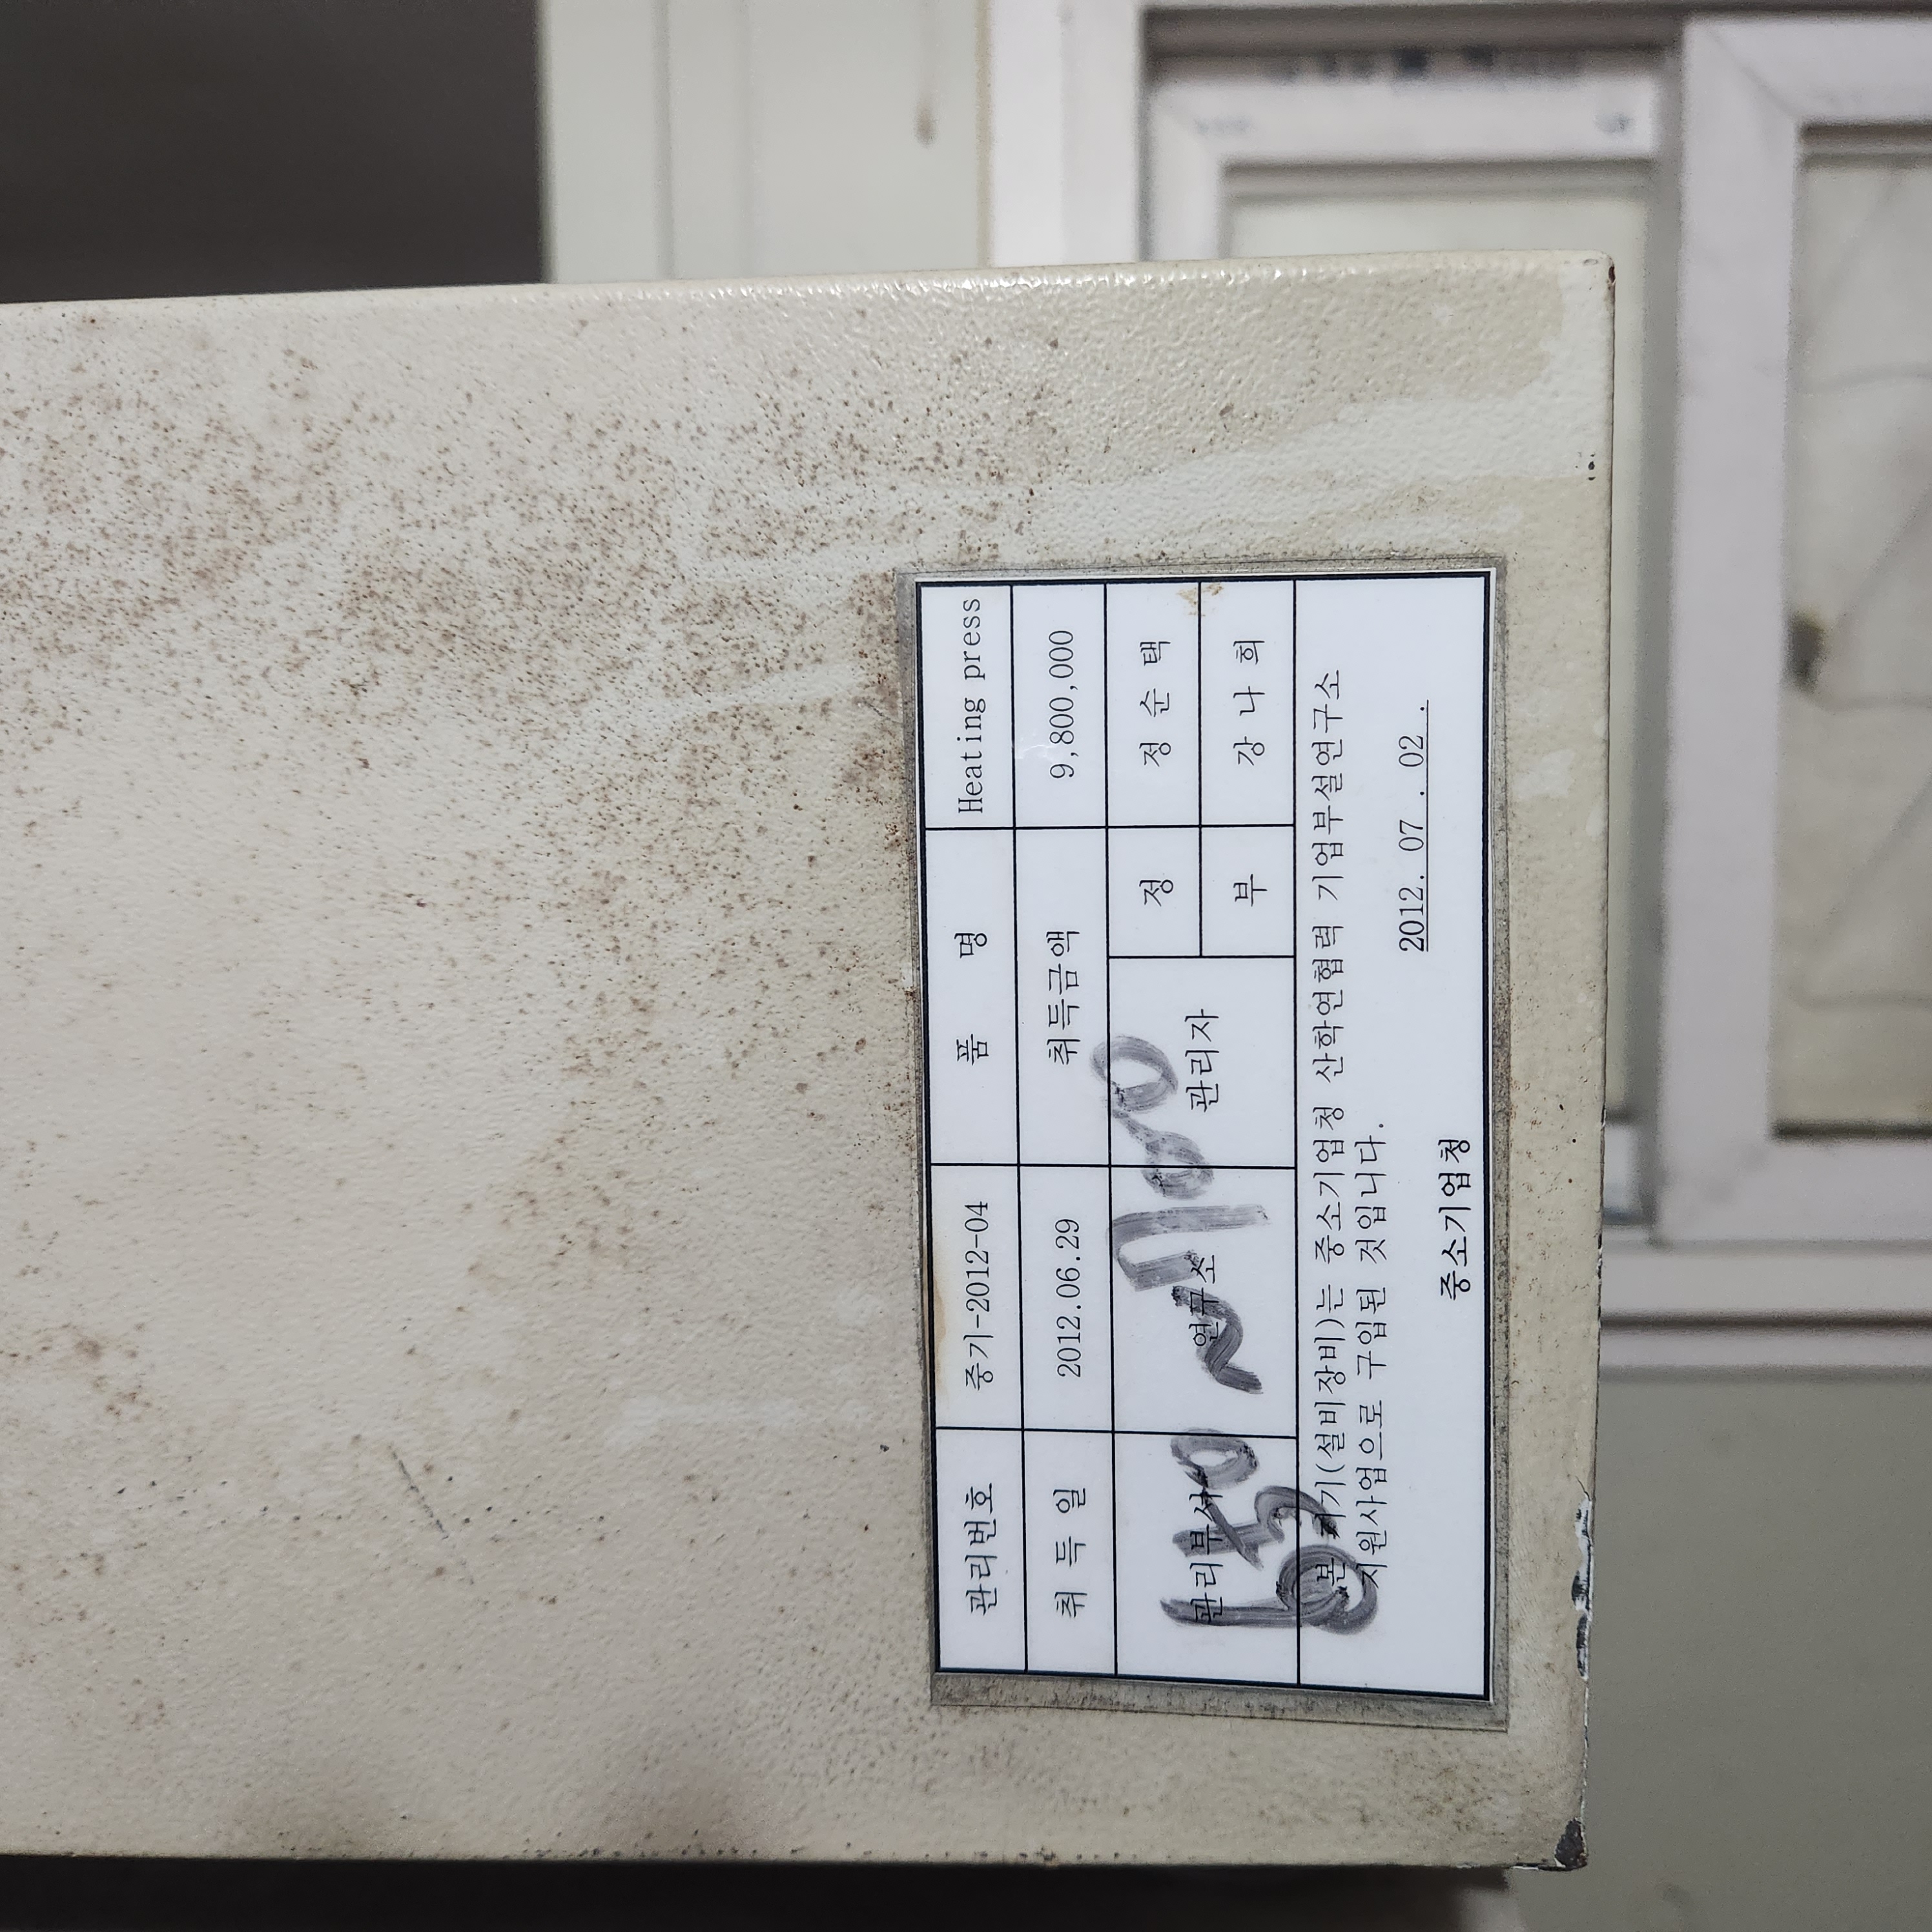 관리번호 중기-2012-04 품 명 Heating press
취 득 일 2012.06.29 취득금액 9,800,000
관리부서 연구소 관리자 정 정 순 택
부 강 나 희
본 기기(설비장비)는 중소기업청 산학연협력 기업부설연구소
지원사업으로 구입된 것입니다.
2012. 07 . 02 .
중소기업청